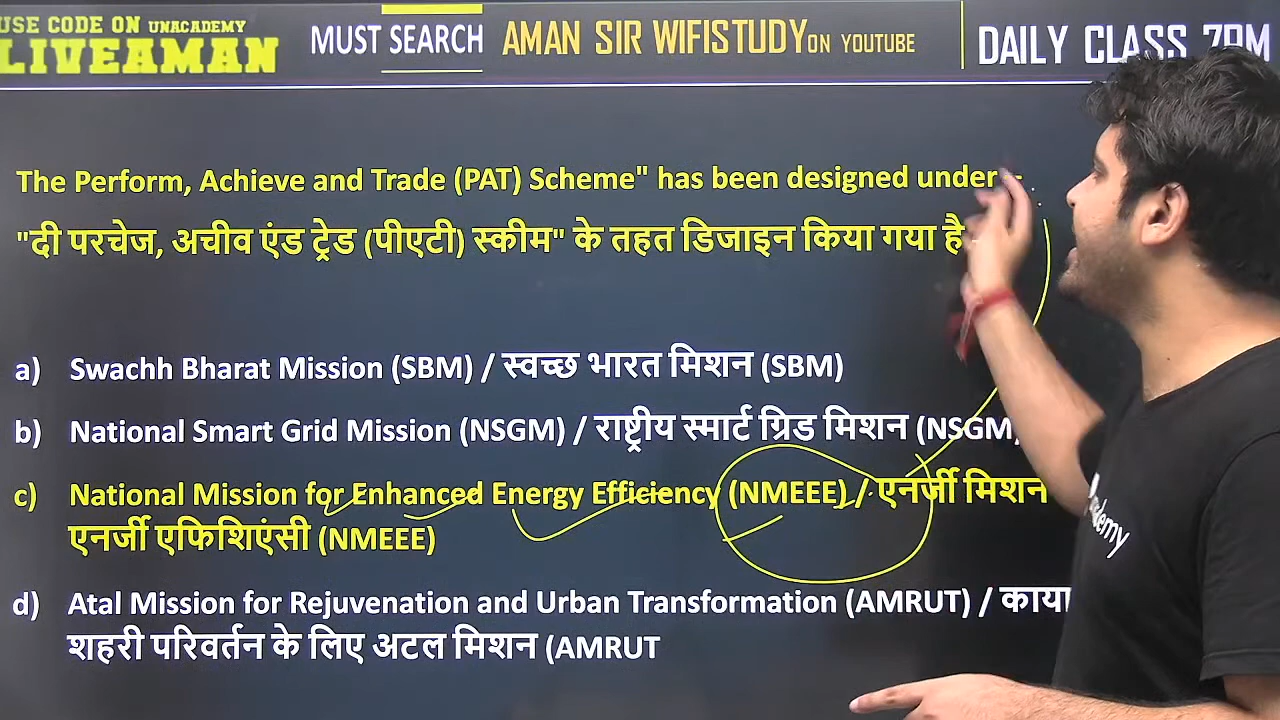 USE CODE ON UNACADEMY
LIVEAMAN
MUST SEARCH AMAN SIR WIFISTUDY ON YOUTUBE
DAILY CLASS 7PM
The Perform, Achieve and Trade (PAT) Scheme" has been designed under -
"दी परचेज, अचीव एंड ट्रेड (पीएटी) स्कीम" के तहत डिजाइन किया गया है
a) Swachh Bharat Mission (SBM) / स्वच्छ भारत मिशन (SBM)
b) National Smart Grid Mission (NSGM) / राष्ट्रीय स्मार्ट ग्रिड मिशन (NSGM)
c) National Mission for Enhanced Energy Efficiency (NMEEE) / एनर्जी मिशन
एनर्जी एफिशिएंसी (NMEEE)
d) Atal Mission for Rejuvenation and Urban Transformation (AMRUT) /
शहरी परिवर्तन के लिए अटल मिशन (AMRUT